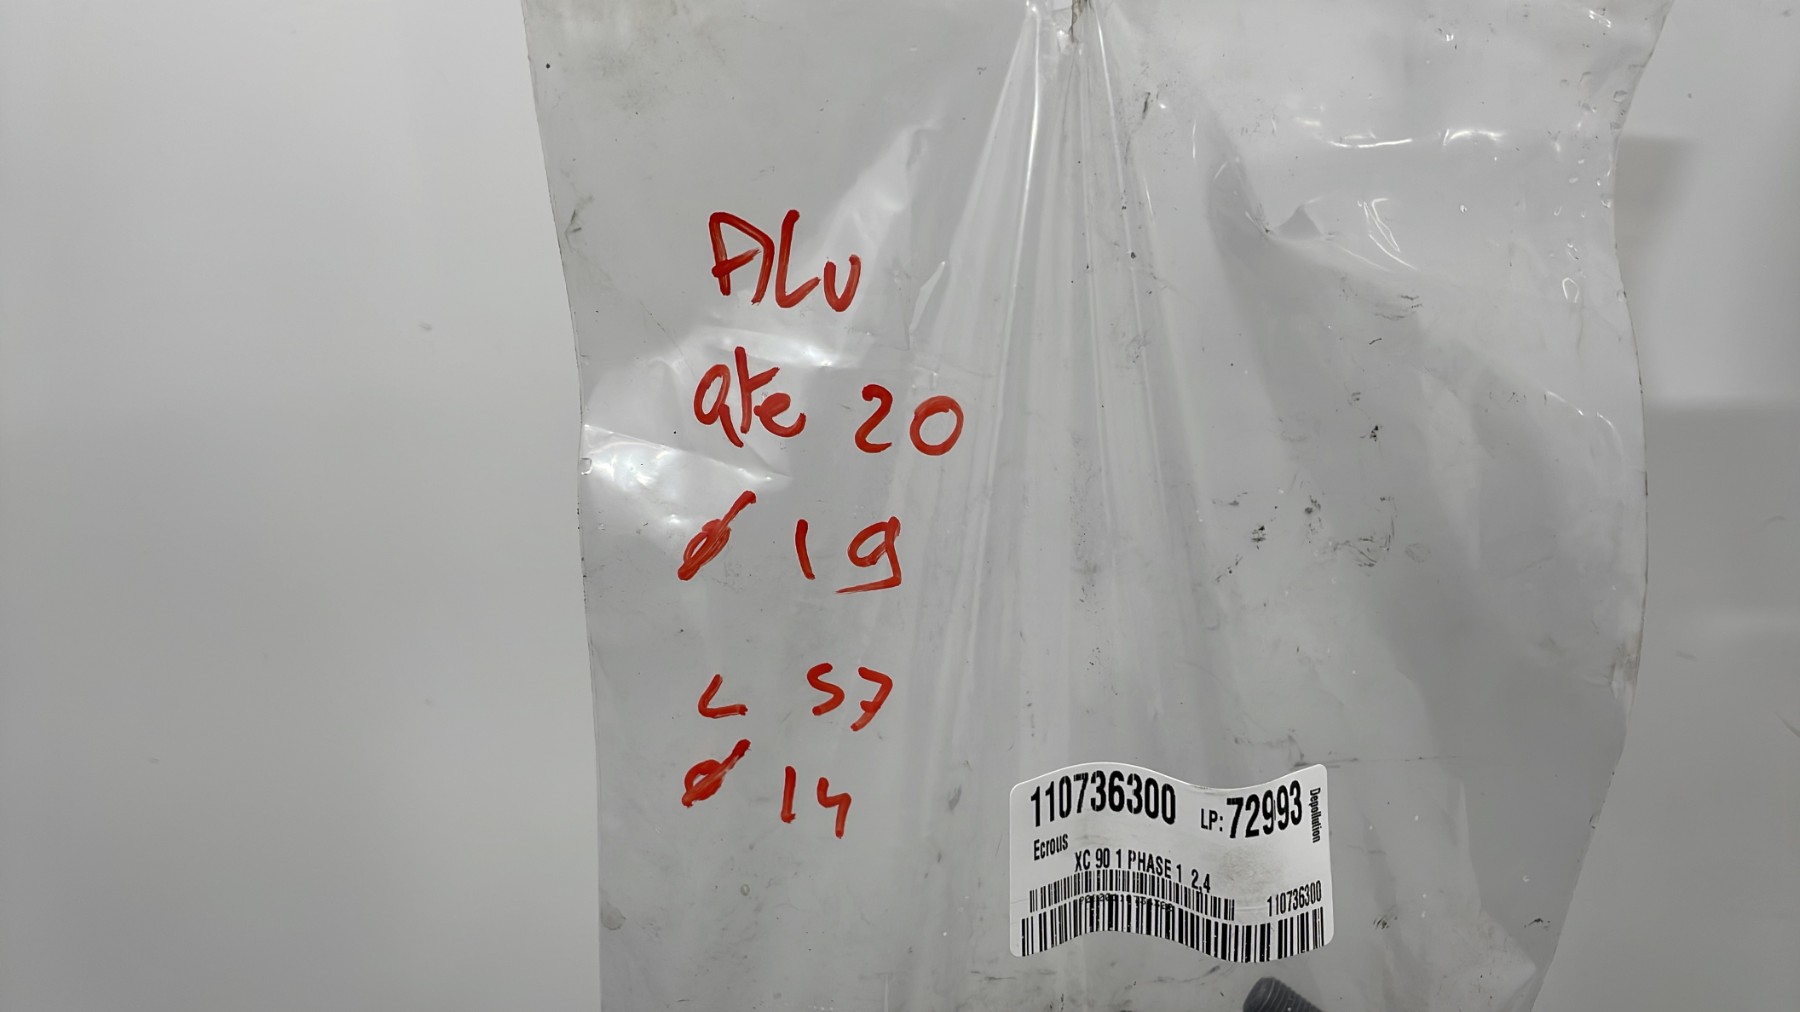 ALU
Qte 20
ø 19
L 57
ø 14
110736300 LP: 72993
Depollution
Ecrous
XC 90 1 PHASE 1 2.4
110736300